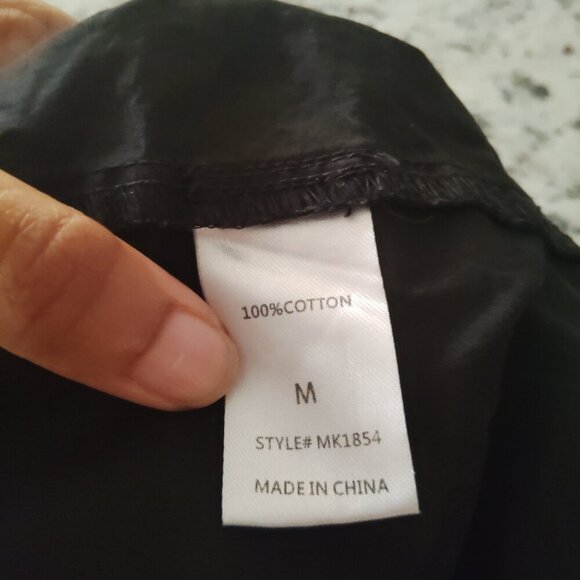 100%COTTON
M
STYLE# MK1854
MADE IN CHINA